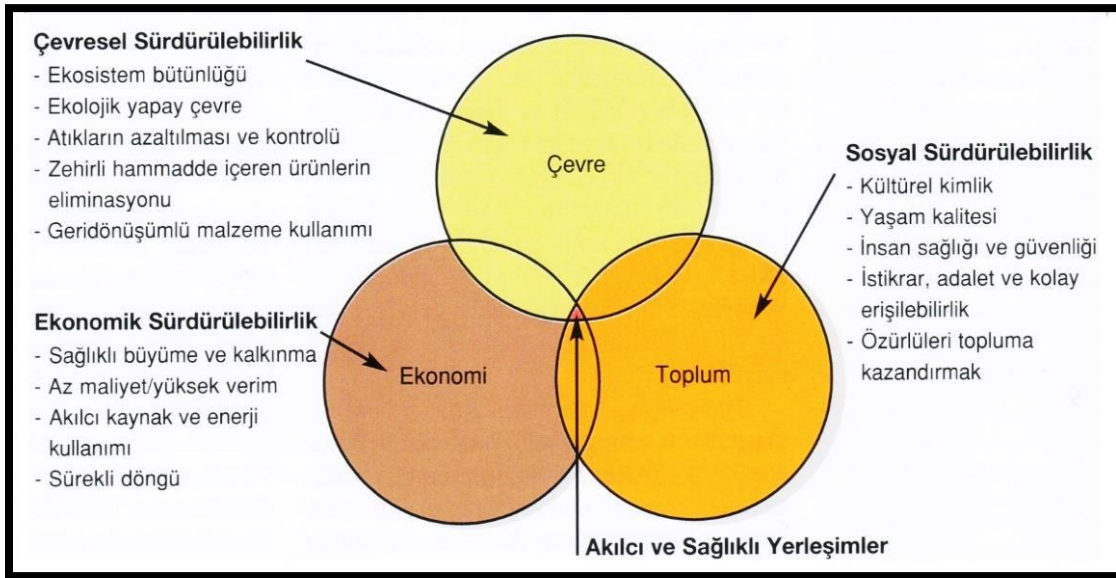 Çevresel Sürdürülebilirlik
- Ekosistem bütünlüğü
- Ekolojik yapay çevre
- Atıkların azaltılması ve kontrolü
- Zehirli hammadde içeren ürünlerin
eliminasyonu
- Geridönüşümlü malzeme kullanımı
Ekonomik Sürdürülebilirlik
- Sağlıklı büyüme ve kalkınma
- Az maliyet/yüksek verim
- Akılcı kaynak ve enerji
kullanımı
- Sürekli döngü
Çevre
Ekonomi
Toplum
Sosyal Sürdürülebilirlik
- Kültürel kimlik
- Yaşam kalitesi
- İnsan sağlığı ve güvenliği
- İstikrar, adalet ve kolay
erişilebilirlik
- Özürlüleri topluma
kazandırmak
Akılcı ve Sağlıklı Yerleşimler